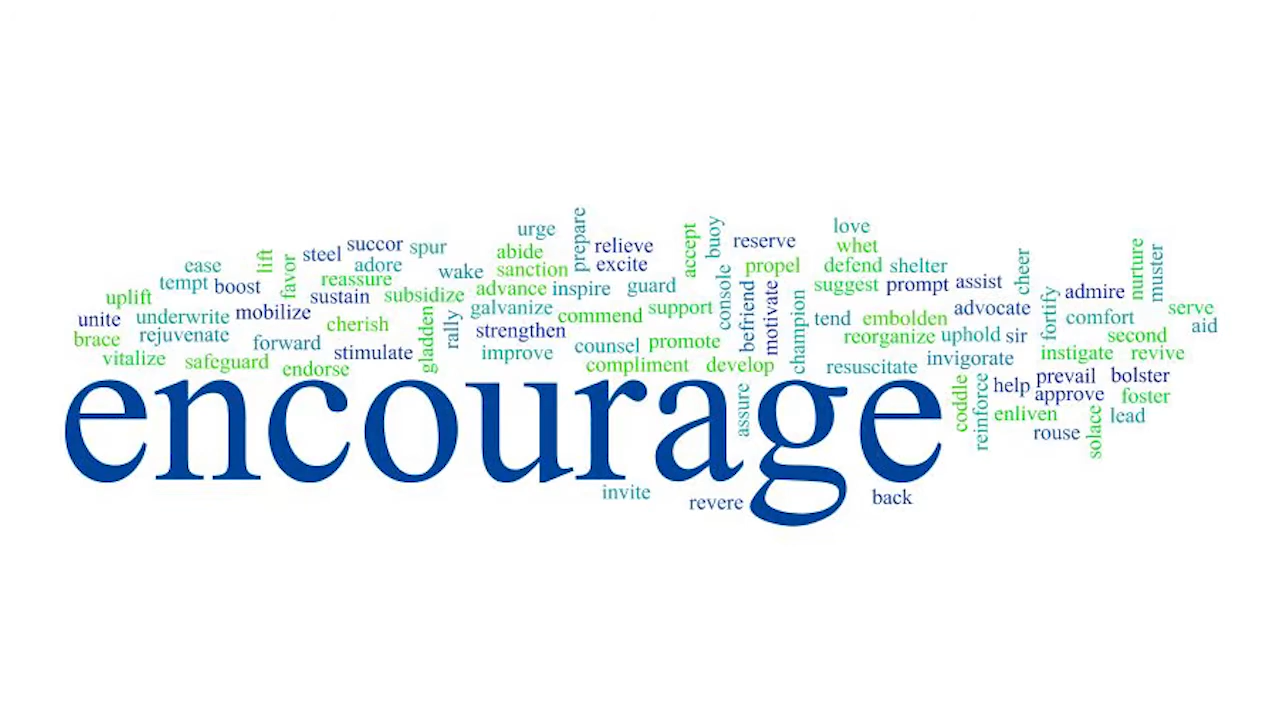 love
urge
prepare
accept
buoy
succor
spur
relieve
reserve
whet
steel
abide
lift
favor
ease
adore
wake
sanction
excite
propel
defend
shelter
cheer
nurture
muster
tempt
boost
reassure
advance
inspire
guard
console
befriend
motivate
suggest
prompt
assist
admire
uplift
sustain
subsidize
galvanize
support
champion
advocate
fortify
serve
unite
underwrite
mobilize
cherish
gladden
rally
strengthen
commend
tend
embolden
comfort
aid
brace
rejuvenate
forward
stimulate
improve
counsel
promote
reorganize
uphold
sir
second
vitalize
safeguard
endorse
compliment
develop
resuscitate
invigorate
instigate
revive
encourage
assure
coddle
reinforce
help
prevail
bolster
approve
foster
enliven
solace
lead
rouse
invite
revere
back